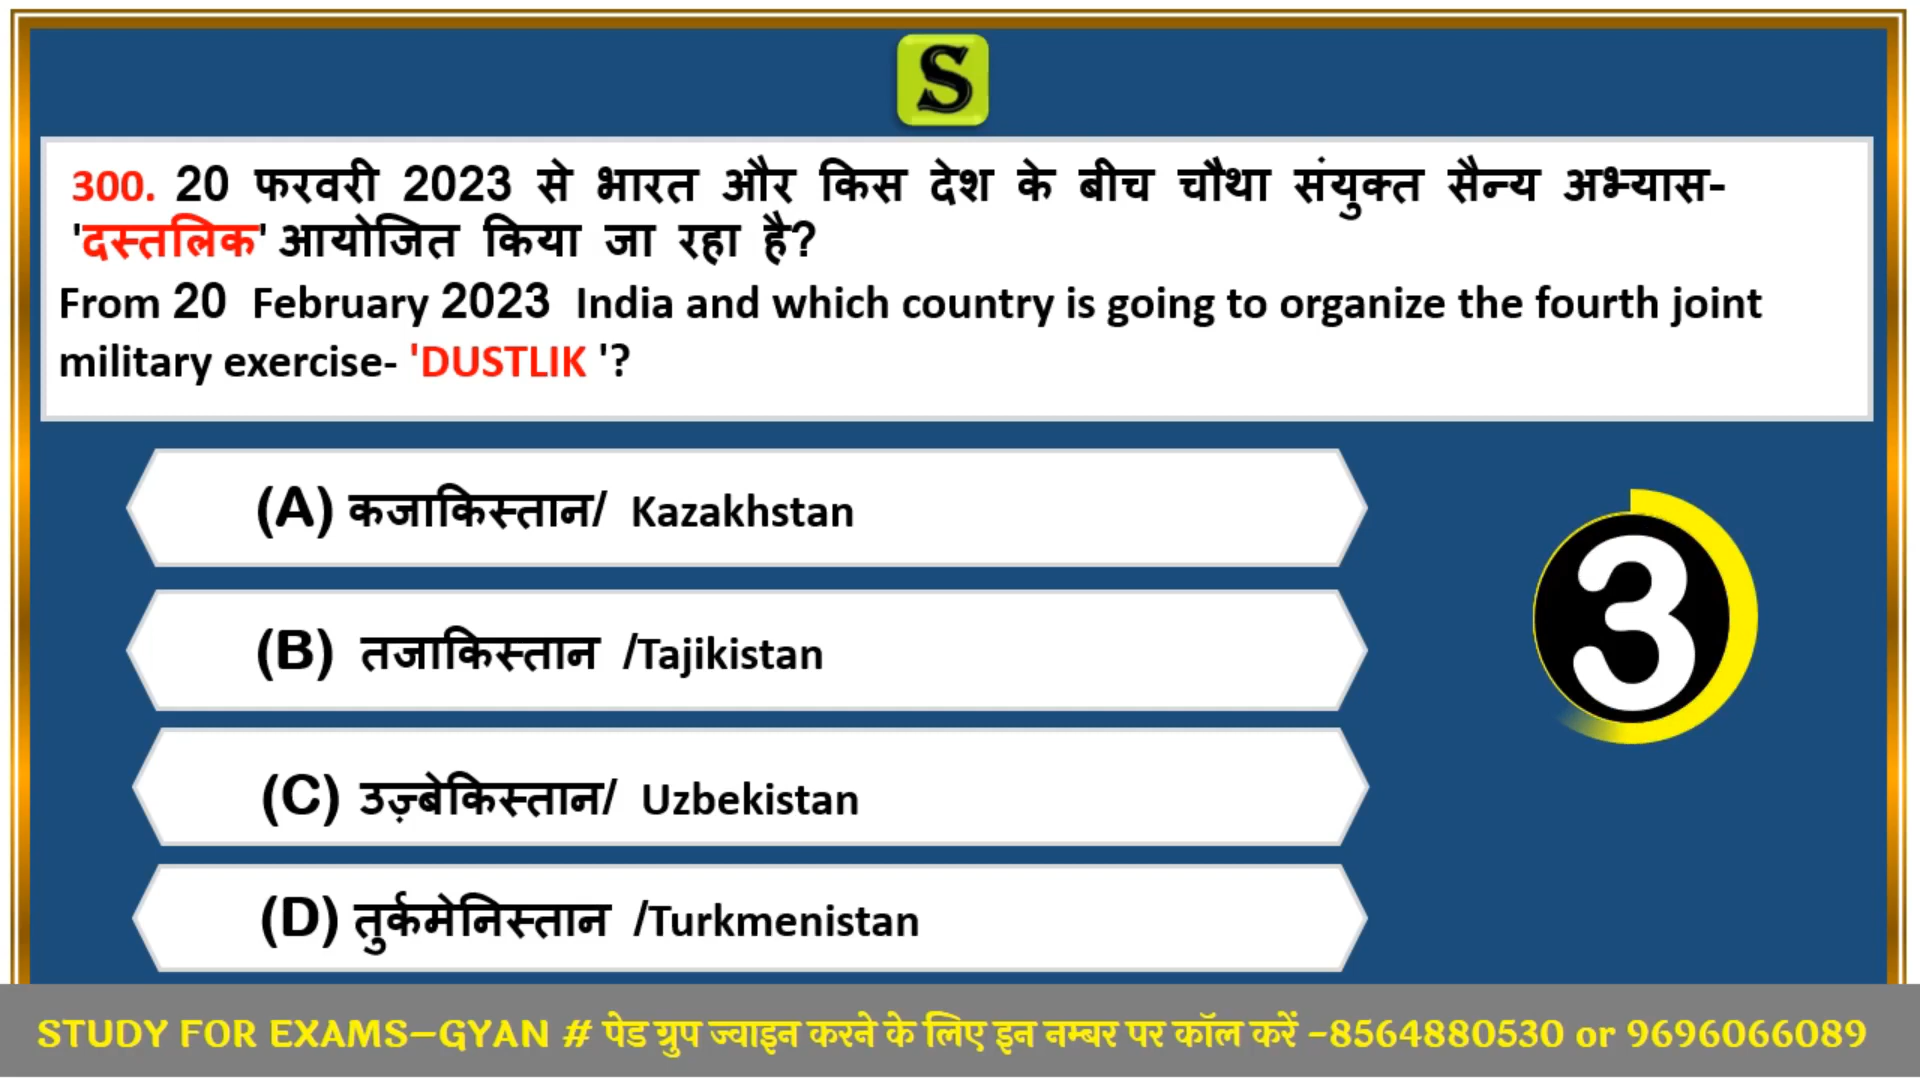 S
300. 20 फरवरी 2023 से भारत और किस देश के बीच चौथा संयुक्त सैन्य अभ्यास-
'दस्तलिक' आयोजित किया जा रहा है?
From 20 February 2023 India and which country is going to organize the fourth joint
military exercise- 'DUSTLIK '?
(A) कजाकिस्तान/ Kazakhstan
(B) तजाकिस्तान /Tajikistan
3
(C) उज़्बेकिस्तान/ Uzbekistan
(D) तुर्कमेनिस्तान /Turkmenistan
STUDY FOR EXAMS-GYAN # पेड ग्रुप ज्वाइन करने के लिए इन नम्बर पर कॉल करें -8564880530 or 9696066089